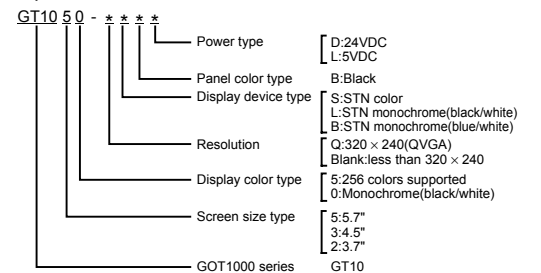 GT10 5 0 - * * * *
Power type D:24VDC
L:5VDC
Panel color type B:Black
Display device type S:STN color
L:STN monochrome(black/white)
B:STN monochrome(blue/white)
Resolution Q:320 × 240(QVGA)
Blank:less than 320 × 240
Display color type 5:256 colors supported
0:Monochrome(black/white)
Screen size type 5:5.7"
3:4.5"
2:3.7"
GOT1000 series GT10